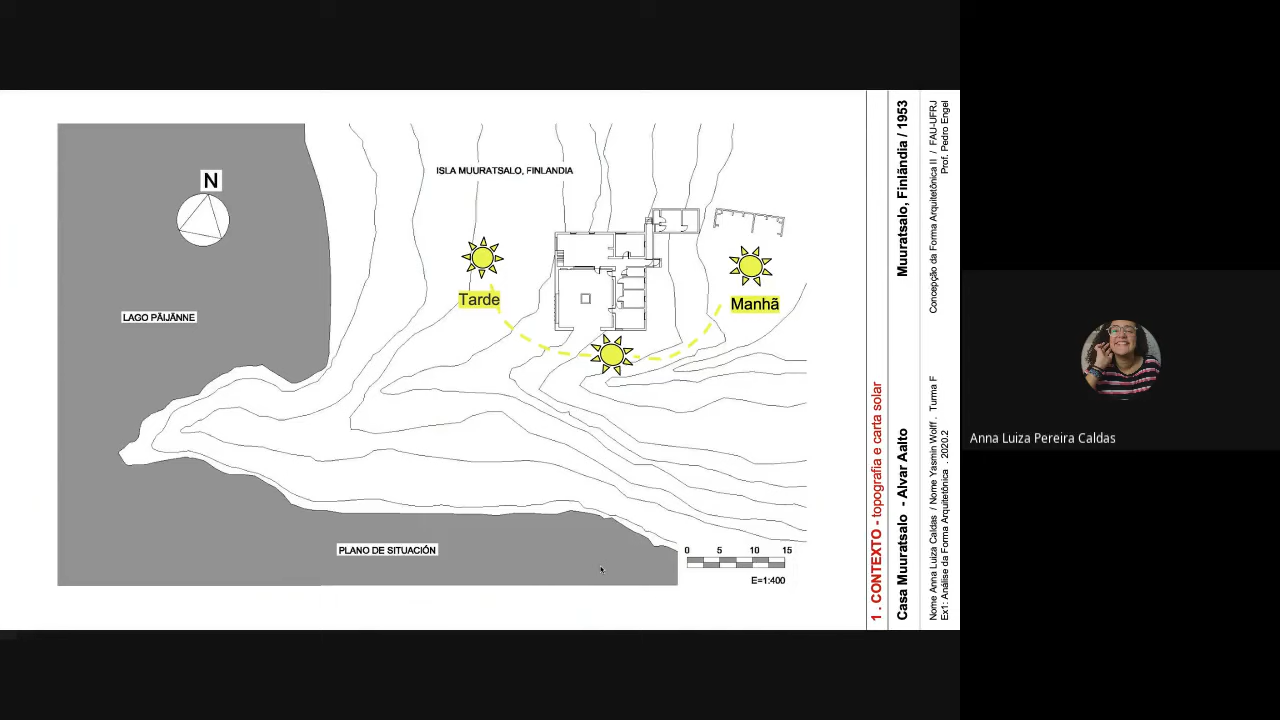 N
ISLA MUURATSALO, FINLANDIA
Tarde
Manhã
LAGO PÄIJÄNNE
PLANO DE SITUACIÓN
0 5 10 15
E=1:400
1 . CONTEXTO - topografia e carta solar
Casa Muuratsalo - Alvar Aalto
Muuratsalo, Finlândia / 1953
Nome Anna Luiza Caldas / Nome Yasmin Wolff . Turma F
Ex1: Análise da Forma Arquitetônica . 2020.2
Concepção da Forma Arquitetônica II / FAU-UFRJ
Prof. Pedro Engel
Anna Luiza Pereira Caldas